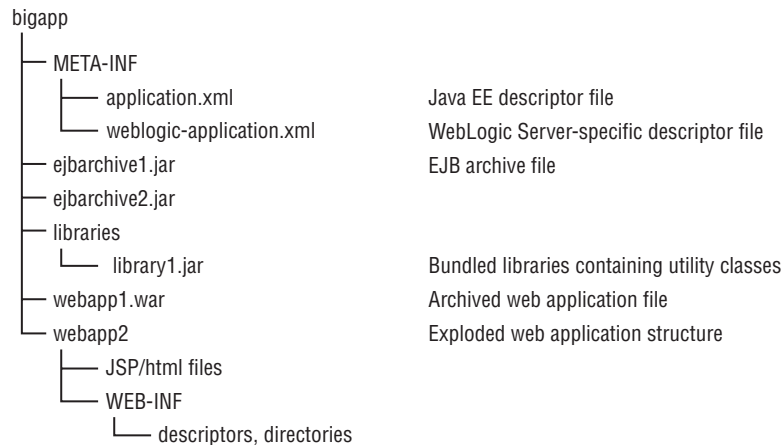 bigapp
META-INF
application.xml Java EE descriptor file
weblogic-application.xml WebLogic Server-specific descriptor file
ejbarchive1.jar EJB archive file
ejbarchive2.jar
libraries
library1.jar Bundled libraries containing utility classes
webapp1.war Archived web application file
webapp2 Exploded web application structure
JSP/html files
WEB-INF
descriptors, directories